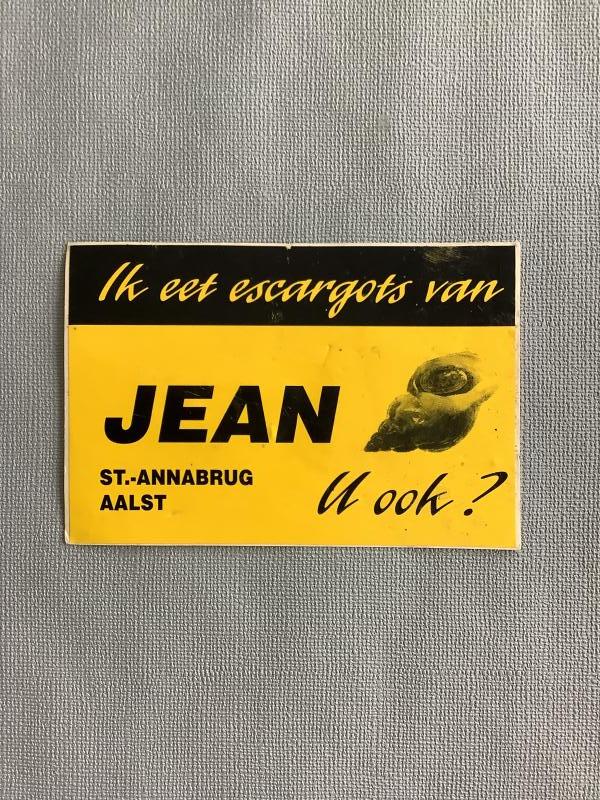 Ik eet escargots van
JEAN
ST.-ANNABRUG
AALST
U ook ?